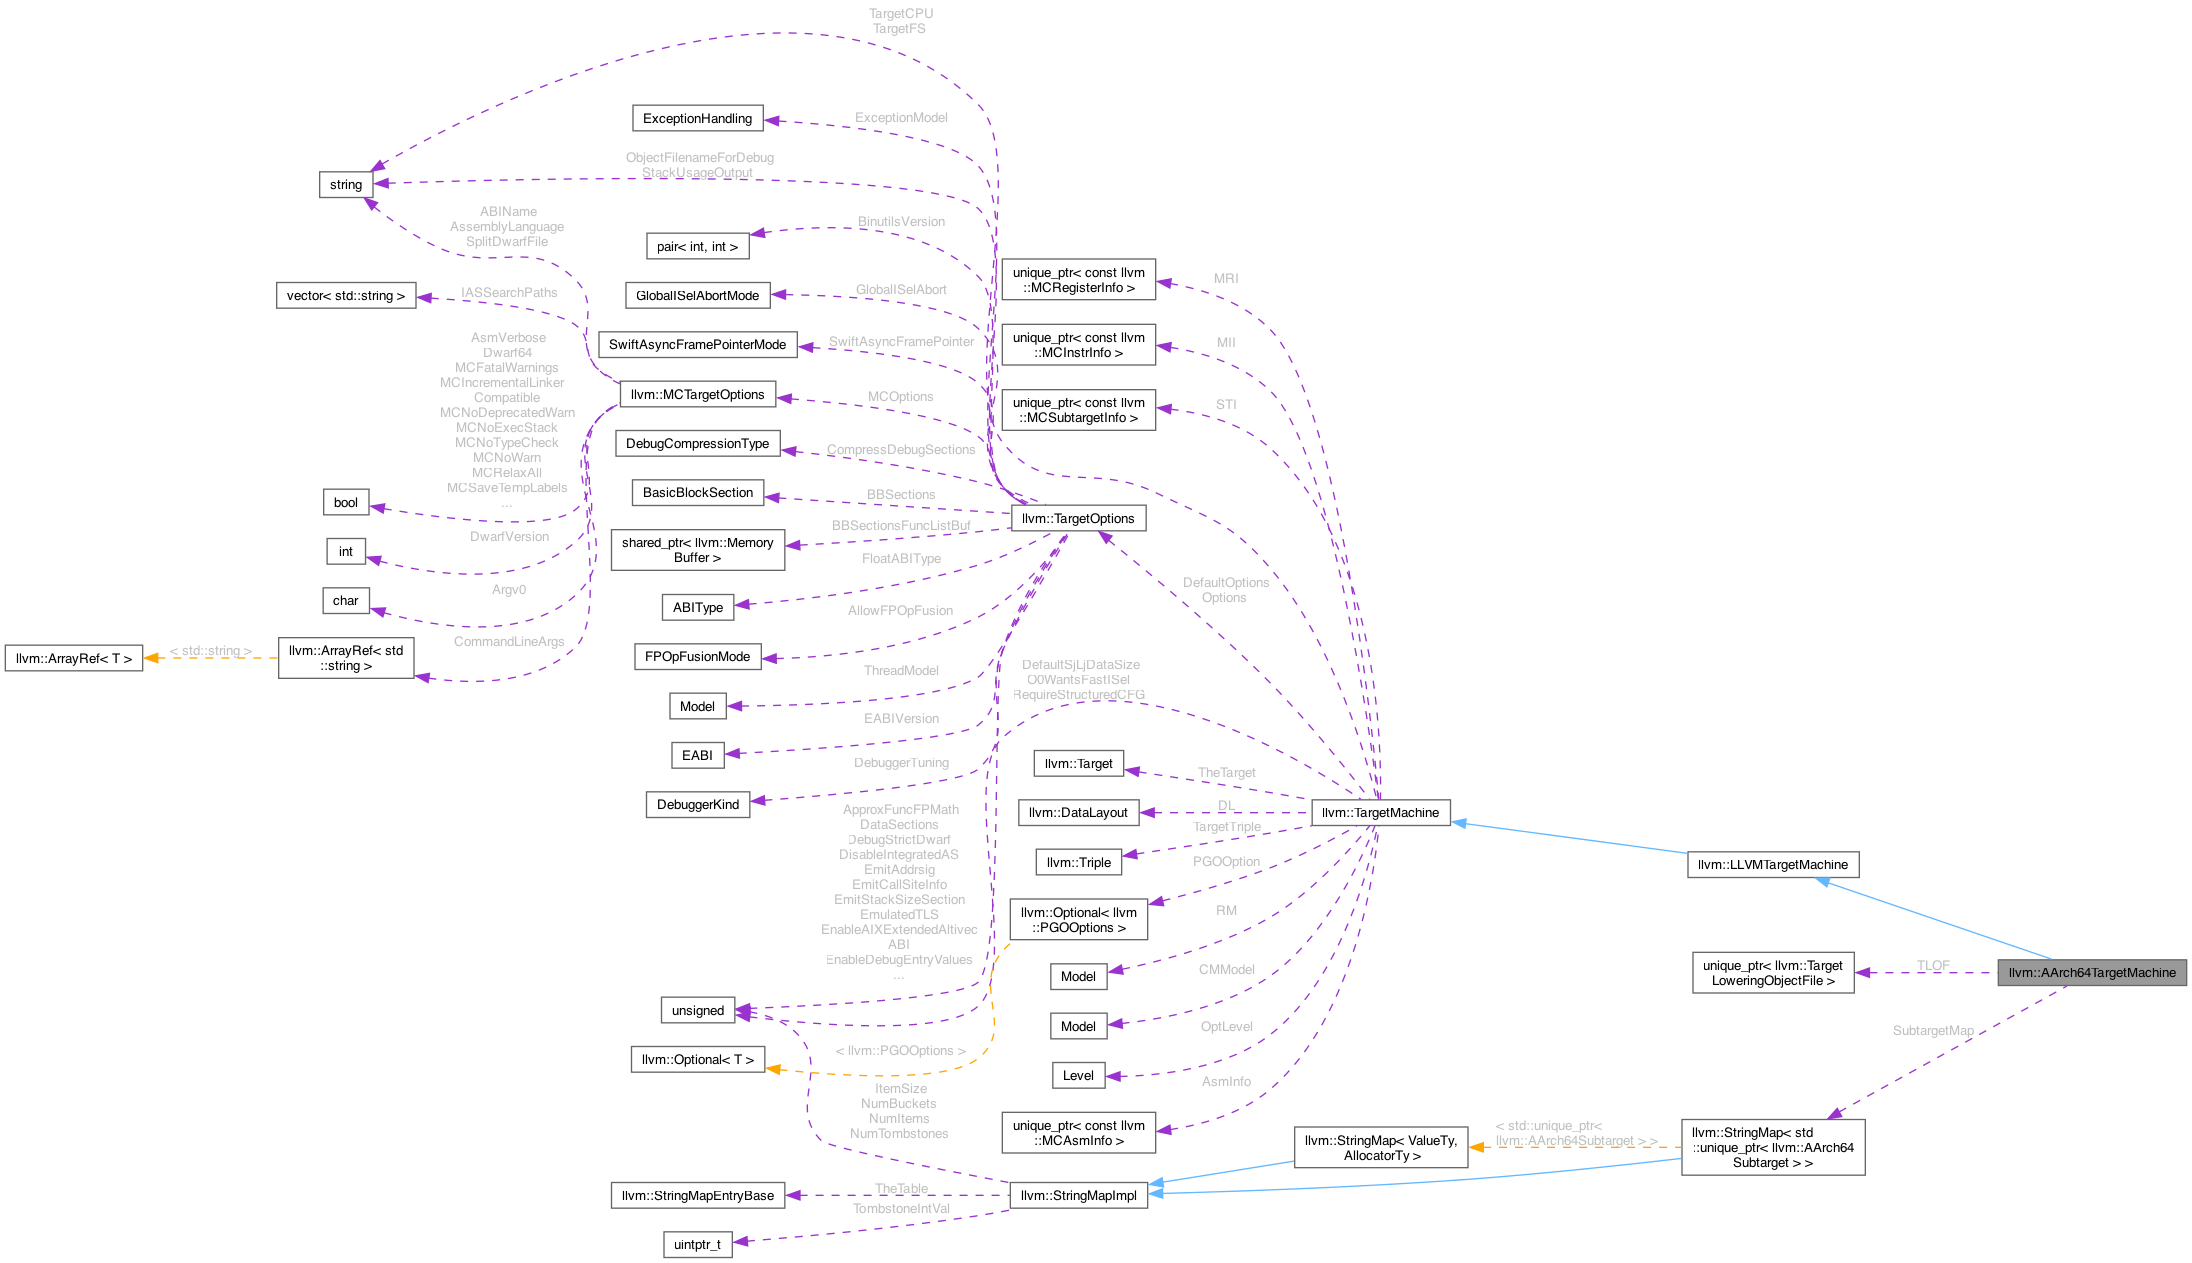 TargetCPU
TargetFS
ExceptionHandling
ExceptionModel
ObjectFilenameForDebug
StackUsageOutput
string
ABIName
AssemblyLanguage
SplitDwarfFile
pair< int, int >
BinutilsVersion
unique_ptr< const llvm
::MCRegisterInfo >
MRI
vector< std::string >
IASSearchPaths
GlobalISelAbortMode
GlobalISelAbort
SwiftAsyncFramePointerMode
SwiftAsyncFramePointer
unique_ptr< const llvm
::MCInstrInfo >
MII
AsmVerbose
Dwarf64
MCFatalWarnings
MCIncrementalLinker
Compatible
MCNoDeprecatedWarn
MCNoExecStack
MCNoTypeCheck
MCNoWarn
MCRelaxAll
MCSaveTempLabels
...
llvm::MCTargetOptions
MCOptions
unique_ptr< const llvm
::MCSubtargetInfo >
STI
DebugCompressionType
CompressDebugSections
BasicBlockSection
BBSections
bool
llvm::TargetOptions
shared_ptr< llvm::Memory
Buffer >
BBSectionsFuncListBuf
int
DwarfVersion
char
Argv0
ABIType
FloatABIType
DefaultOptions
Options
FPOpFusionMode
AllowFPOpFusion
llvm::ArrayRef< T >
< std::string >
llvm::ArrayRef< std
::string >
CommandLineArgs
Model
ThreadModel
DefaultSjLjDataSize
O0WantsFastISel
RequireStructuredCFG
EABI
EABIVersion
DebuggerKind
DebuggerTuning
llvm::Target
TheTarget
llvm::DataLayout
DL
llvm::TargetMachine
llvm::Triple
TargetTriple
llvm::LLVMTargetMachine
ApproxFuncFPMath
DataSections
DebugStrictDwarf
DisableIntegratedAS
EmitAddrsig
EmitCallSiteInfo
EmitStackSizeSection
EmulatedTLS
EnableAIXExtendedAltivec
ABI
EnableDebugEntryValues
...
llvm::Optional< llvm
::PGOOptions >
PGOOption
Model
RM
unique_ptr< llvm::Target
LoweringObjectFile >
TLOF
llvm::AArch64TargetMachine
unsigned
Model
CMModel
SubtargetMap
llvm::Optional< T >
< llvm::PGOOptions >
Level
OptLevel
ItemSize
NumBuckets
NumItems
NumTombstones
unique_ptr< const llvm
::MCAsmInfo >
AsmInfo
llvm::StringMap< ValueTy,
AllocatorTy >
< std::unique_ptr<
llvm::AArch64Subtarget > >
llvm::StringMap< std
::unique_ptr< llvm::AArch64
Subtarget > >
llvm::StringMapEntryBase
TheTable
llvm::StringMapImpl
uintptr_t
TombstoneIntVal